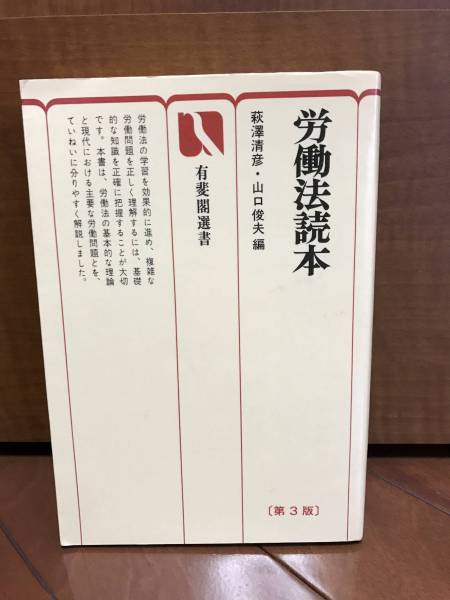 労働法読本
萩澤清彦・山口俊夫 編
有斐閣選書
労働法の学習を効果的に進め、複雑な
労働問題を正しく理解するには、基礎
的な知識を正確に把握することが大切
です。本書は、労働法の基本的な理論
と現代における主要な労働問題とを、
ていねいに分りやすく解説しました。
〔第3版〕